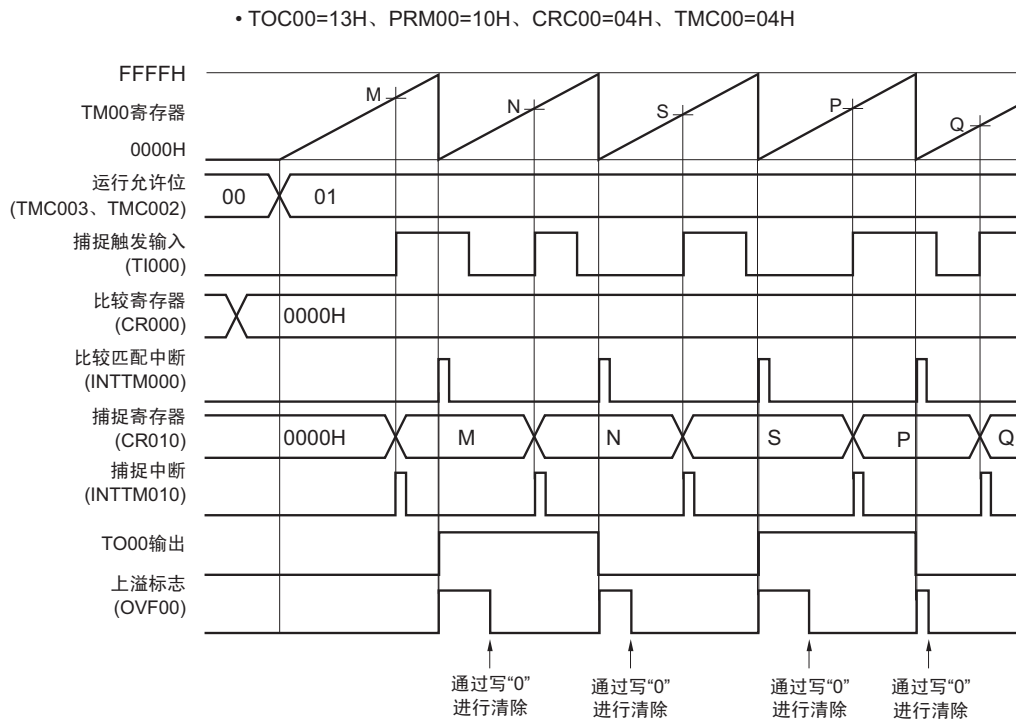 • TOC00=13H、PRM00=10H、CRC00=04H、TMC00=04H
FFFFH
TM00寄存器
0000H
M
N
S
P
Q
运行允许位
(TMC003、TMC002)
00
01
捕捉触发输入
(TI000)
比较寄存器
(CR000)
0000H
比较匹配中断
(INTTM000)
捕捉寄存器
(CR010)
0000H
M
N
S
P
Q
捕捉中断
(INTTM010)
TO00输出
上溢标志
(OVF00)
通过写“0”
进行清除
通过写“0”
进行清除
通过写“0”
进行清除
通过写“0”
进行清除